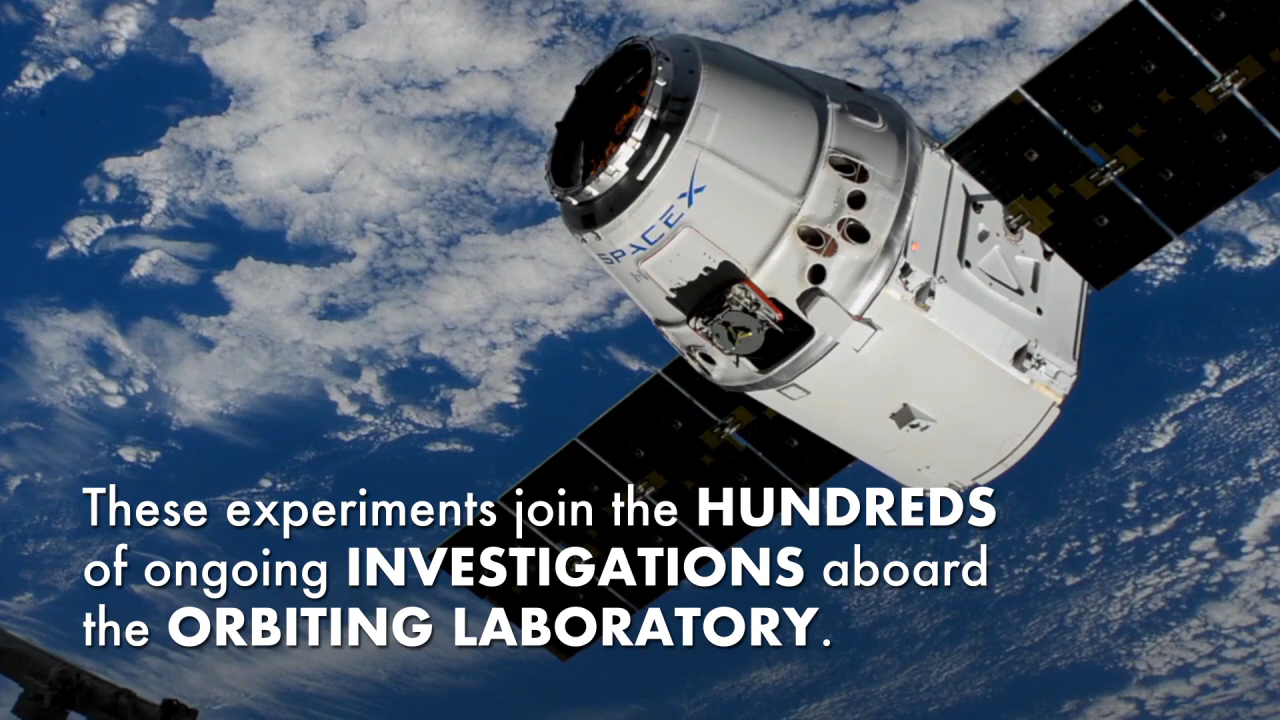 SPACEX
These experiments join the HUNDREDS
of ongoing INVESTIGATIONS aboard
the ORBITING LABORATORY.